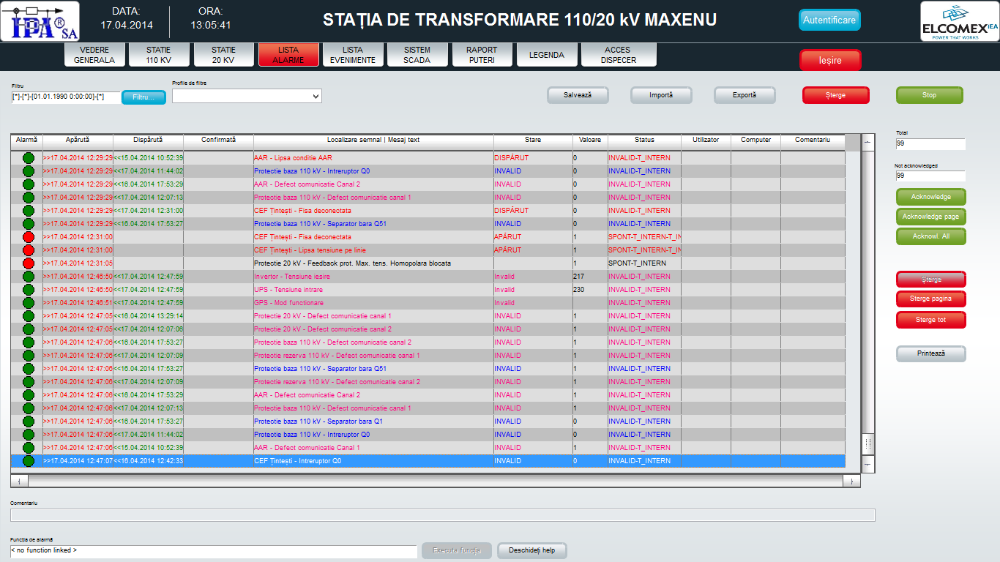 IPA ® SA
DATA:
17.04.2014
ORA:
13:05:41
STAȚIA DE TRANSFORMARE 110/20 kV MAXENU
Autentificare
ELCOMEX IEA
POWER THAT WORKS
VEDERE GENERALA
STATIE 110 KV
STATIE 20 KV
LISTA ALARME
LISTA EVENIMENTE
SISTEM SCADA
RAPORT PUTERI
LEGENDA
ACCES DISPECER
Ieșire
Filtru
[*]-[*]-[01.01.1990 0:00:00]-[*]
Filtru...
Profile de filtre
Salvează
Importă
Exportă
Șterge
Stop
Alarmă Apărută Dispărută Confirmată Localizare semnal | Mesaj text Stare Valoare Status Utilizator Computer Comentariu
>>17.04.2014 12:29:29 <<15.04.2014 10:52:39 AAR - Lipsa conditie AAR DISPĂRUT 0 INVALID-T_INTERN
>>17.04.2014 12:29:29 <<17.04.2014 11:44:02 Protectie baza 110 kV - Intreruptor Q0 INVALID 0 INVALID-T_INTERN
>>17.04.2014 12:29:29 <<16.04.2014 17:53:29 AAR - Defect comunicatie Canal 2 INVALID 0 INVALID-T_INTERN
>>17.04.2014 12:29:29 <<17.04.2014 12:07:13 Protectie baza 110 kV - Defect comunicatie canal 1 INVALID 0 INVALID-T_INTERN
>>17.04.2014 12:29:29 <<17.04.2014 12:31:00 CEF Țintești - Fisa deconectata DISPĂRUT 0 INVALID-T_INTERN
>>17.04.2014 12:29:29 <<16.04.2014 17:53:27 Protectie baza 110 kV - Separator bara Q51 INVALID 0 INVALID-T_INTERN
>>17.04.2014 12:31:00 CEF Țintești - Fisa deconectata APĂRUT 1 SPONT-T_INTERN-T_IN
>>17.04.2014 12:31:00 CEF Țintești - Lipsa tensiune pe linie APĂRUT 1 SPONT-T_INTERN-T_IN
>>17.04.2014 12:31:05 Protectie 20 kV - Feedback prot. Max. tens. Homopolara blocata 1 SPONT-T_INTERN
>>17.04.2014 12:46:50 <<17.04.2014 12:47:59 Invertor - Tensiune iesire Invalid 217 INVALID-T_INTERN
>>17.04.2014 12:46:50 <<17.04.2014 12:47:59 UPS - Tensiune intrare Invalid 230 INVALID-T_INTERN
>>17.04.2014 12:46:51 <<17.04.2014 12:47:59 GPS - Mod functionare Invalid INVALID-T_INTERN
>>17.04.2014 12:47:05 <<16.04.2014 13:29:14 Protectie 20 kV - Defect comunicatie canal 1 INVALID 1 INVALID-T_INTERN
>>17.04.2014 12:47:05 <<17.04.2014 12:07:06 Protectie 20 kV - Defect comunicatie canal 2 INVALID 1 INVALID-T_INTERN
>>17.04.2014 12:47:06 <<16.04.2014 17:53:27 Protectie baza 110 kV - Defect comunicatie canal 2 INVALID 1 INVALID-T_INTERN
>>17.04.2014 12:47:06 <<17.04.2014 12:07:09 Protectie rezerva 110 kV - Defect comunicatie canal 1 INVALID 1 INVALID-T_INTERN
>>17.04.2014 12:47:06 <<16.04.2014 17:53:27 Protectie baza 110 kV - Separator bara Q51 INVALID 1 INVALID-T_INTERN
>>17.04.2014 12:47:06 <<17.04.2014 12:07:09 Protectie rezerva 110 kV - Defect comunicatie canal 2 INVALID 1 INVALID-T_INTERN
>>17.04.2014 12:47:06 <<16.04.2014 17:53:29 AAR - Defect comunicatie Canal 2 INVALID 1 INVALID-T_INTERN
>>17.04.2014 12:47:06 <<17.04.2014 12:07:13 Protectie baza 110 kV - Defect comunicatie canal 1 INVALID 1 INVALID-T_INTERN
>>17.04.2014 12:47:06 <<16.04.2014 17:53:27 Protectie baza 110 kV - Separator bara Q1 INVALID 0 INVALID-T_INTERN
>>17.04.2014 12:47:06 <<17.04.2014 11:44:02 Protectie baza 110 kV - Intreruptor Q0 INVALID 0 INVALID-T_INTERN
>>17.04.2014 12:47:06 <<15.04.2014 10:52:39 AAR - Defect comunicatie Canal 1 INVALID 1 INVALID-T_INTERN
>>17.04.2014 12:47:07 <<16.04.2014 12:42:33 CEF Țintești - Intreruptor Q0 INVALID 0 INVALID-T_INTERN
Total
99
Not acknowledged
99
Acknowledge
Acknowledge page
Acknowl. All
Șterge
Sterge pagina
Sterge tot
Printează
Comentariu
Funcția de alarmă
< no function linked >
Executa funcția
Deschideți help